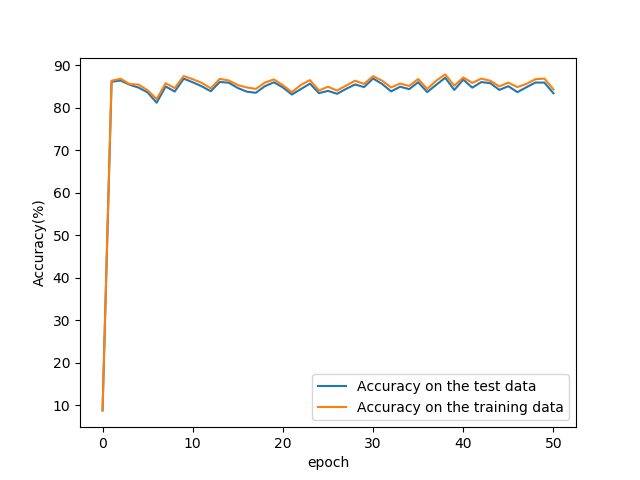 90
80
70
60
50
40
30
20
10
Accuracy(%)
Accuracy on the test data
Accuracy on the training data
0 10 20 30 40 50
epoch